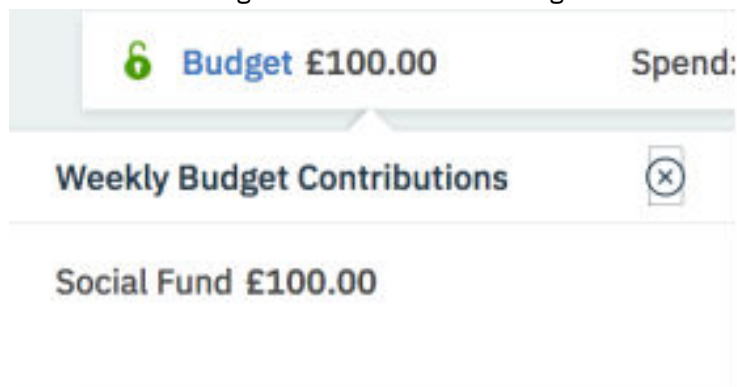 Budget £100.00 Spend:
Weekly Budget Contributions
Social Fund £100.00